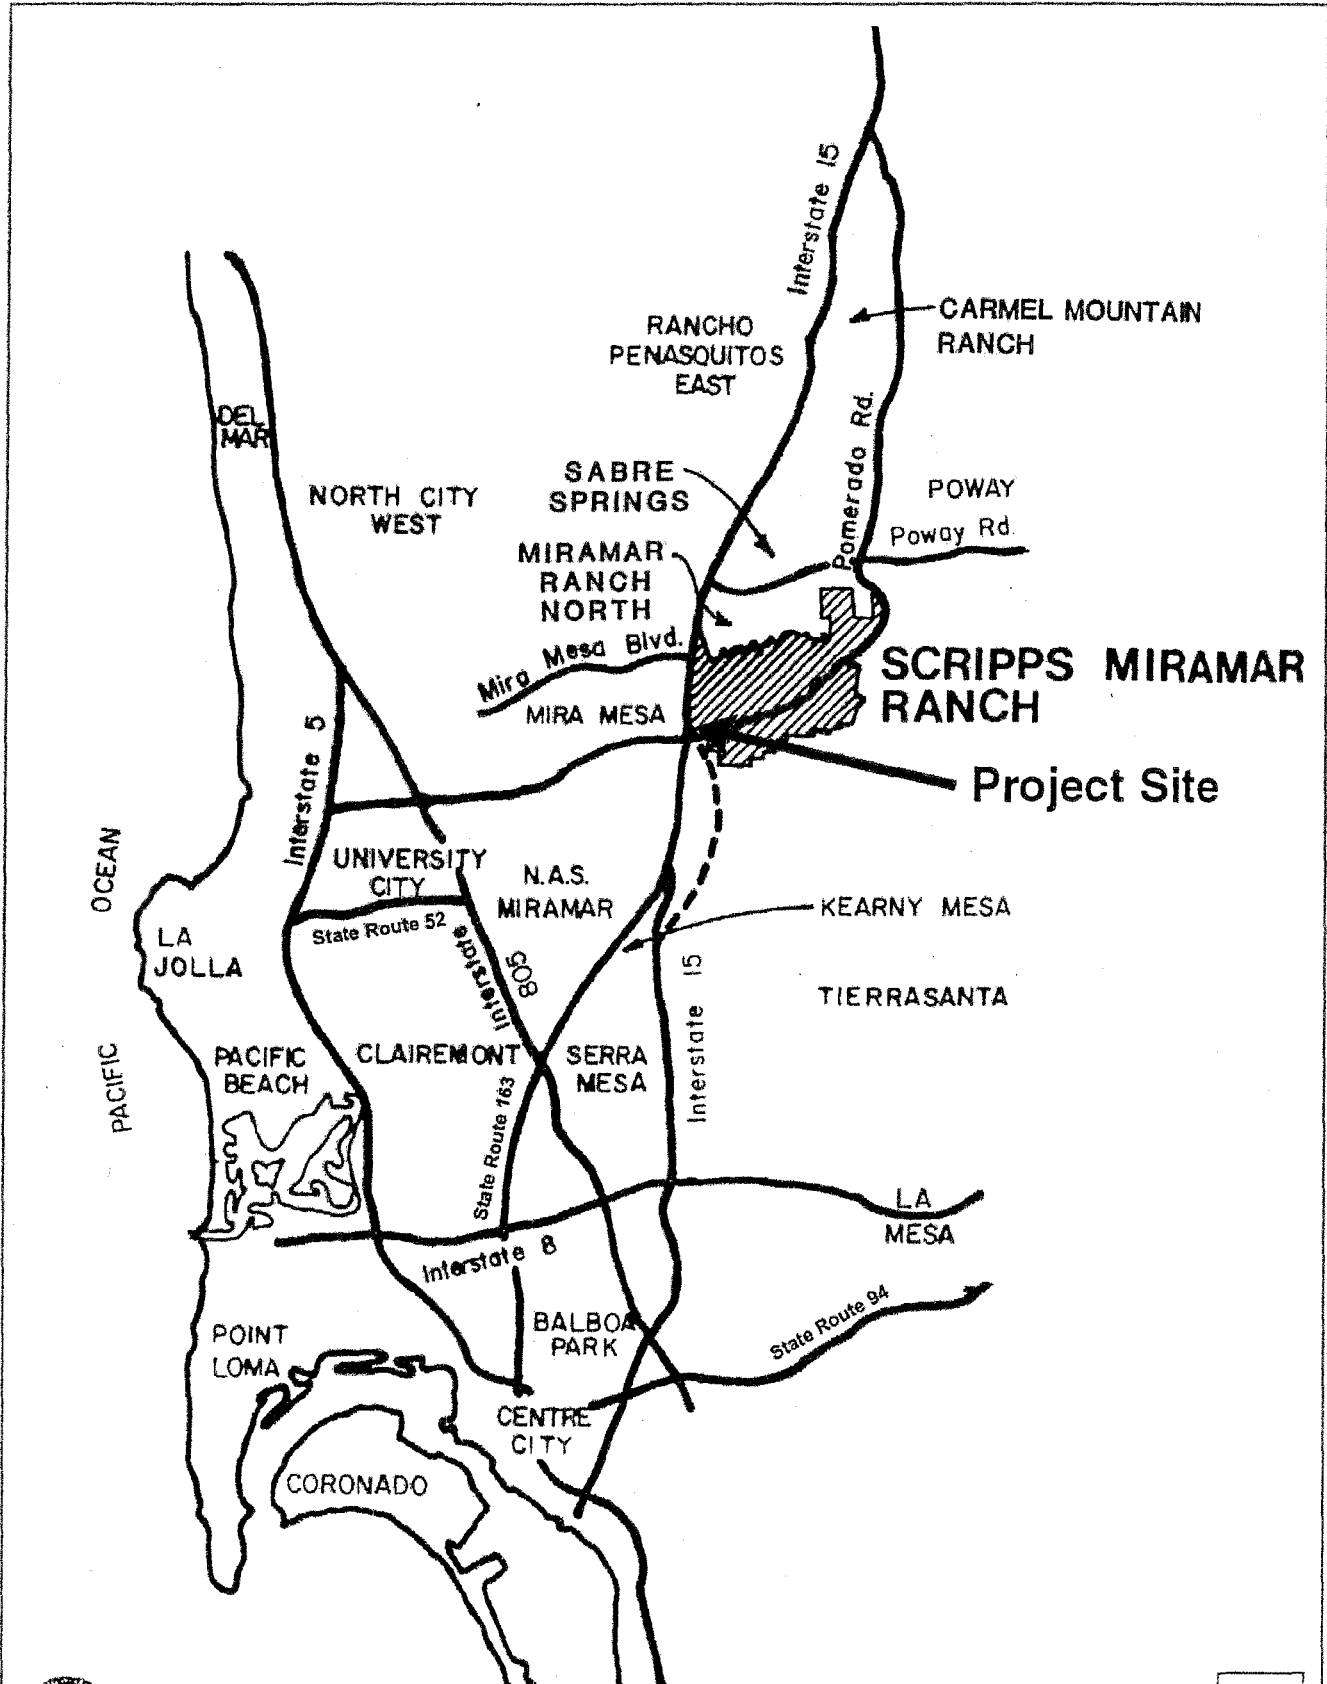 Interstate 15
CARMEL MOUNTAIN
RANCH
RANCHO
PENASQUITOS
EAST
DEL
MAR
Pomerado Rd.
SABRE
SPRINGS
NORTH CITY
WEST
POWAY
Poway Rd.
MIRAMAR
RANCH
NORTH
Mira Mesa Blvd.
SCRIPPS MIRAMAR
RANCH
MIRA MESA
Interstate 5
Project Site
OCEAN
PACIFIC
UNIVERSITY
CITY
N.A.S.
MIRAMAR
KEARNY MESA
State Route 52
LA
JOLLA
Interstate
805
Interstate 15
TIERRASANTA
PACIFIC
BEACH
CLAIREMONT
SERRA
MESA
State Route 163
LA
MESA
Interstate 8
State Route 94
POINT
LOMA
BALBOA
PARK
CENTRE
CITY
CORONADO